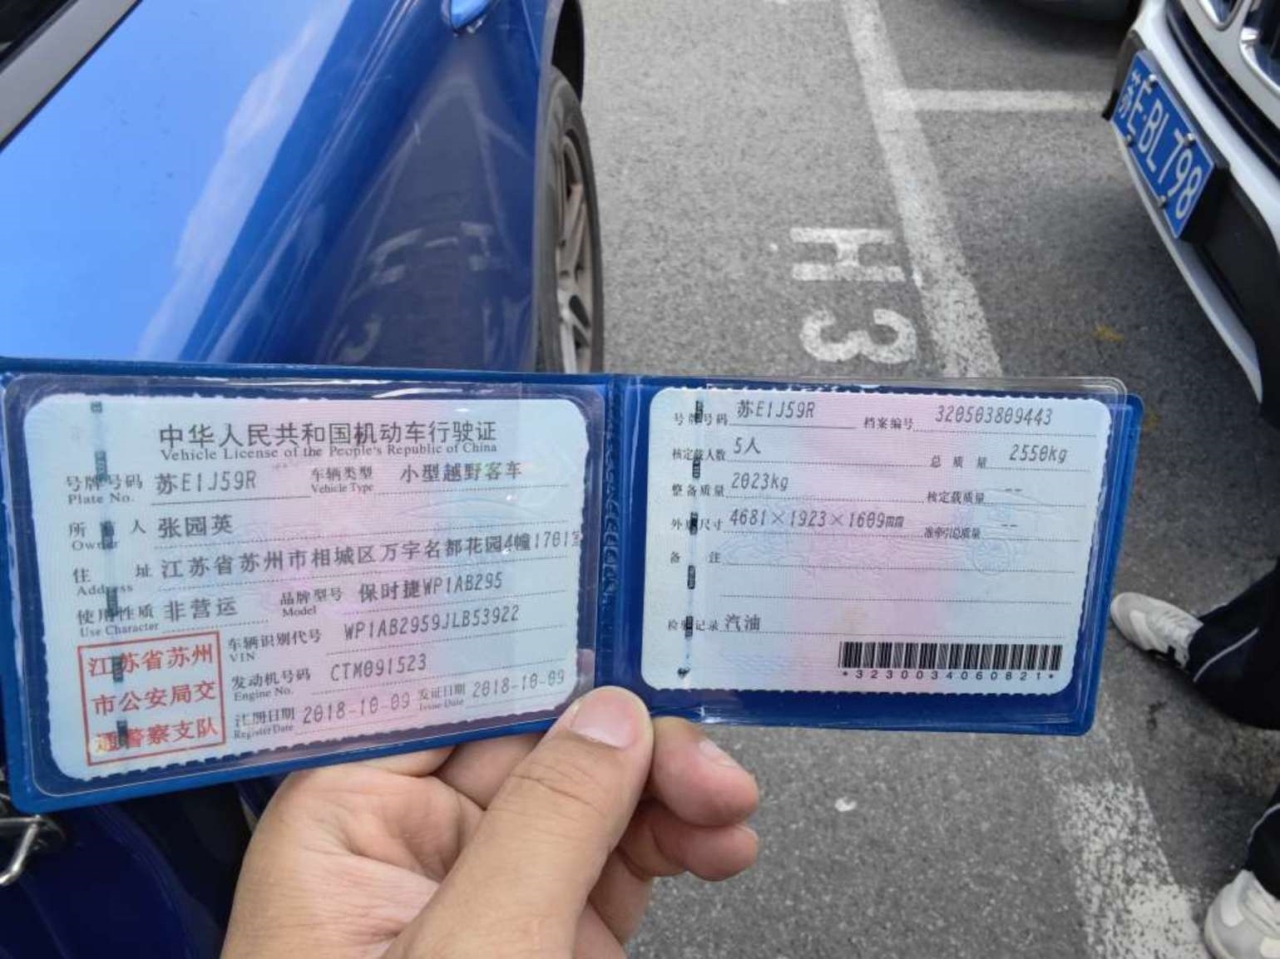 苏E·BL798
H3
中华人民共和国机动车行驶证
Vehicle License of the People's Republic of China
号牌号码 苏E1J59R 车辆类型 小型越野客车
Plate No. Vehicle Type
所有人 张园英
Owner
住址 江苏省苏州市相城区万宇名都花园4幢1701室
Address
使用性质 非营运 品牌型号 保时捷WP1AB295
Use Character Model
江苏省苏州
市公安局交
通警察支队
车辆识别代号 WP1AB2959JLB53922
VIN
发动机号码 CTM091523
Engine No.
注册日期 2018-10-09 发证日期 2018-10-09
Register Date Issue Date
号牌号码 苏E1J59R 档案编号 320503809443
核定载人数 5人 总质量 2550kg
整备质量 2023kg 核定载质量 --
外廓尺寸 4681×1923×1609mm 准牵引总质量 --
备注
检验记录 汽油
*3230034060821*